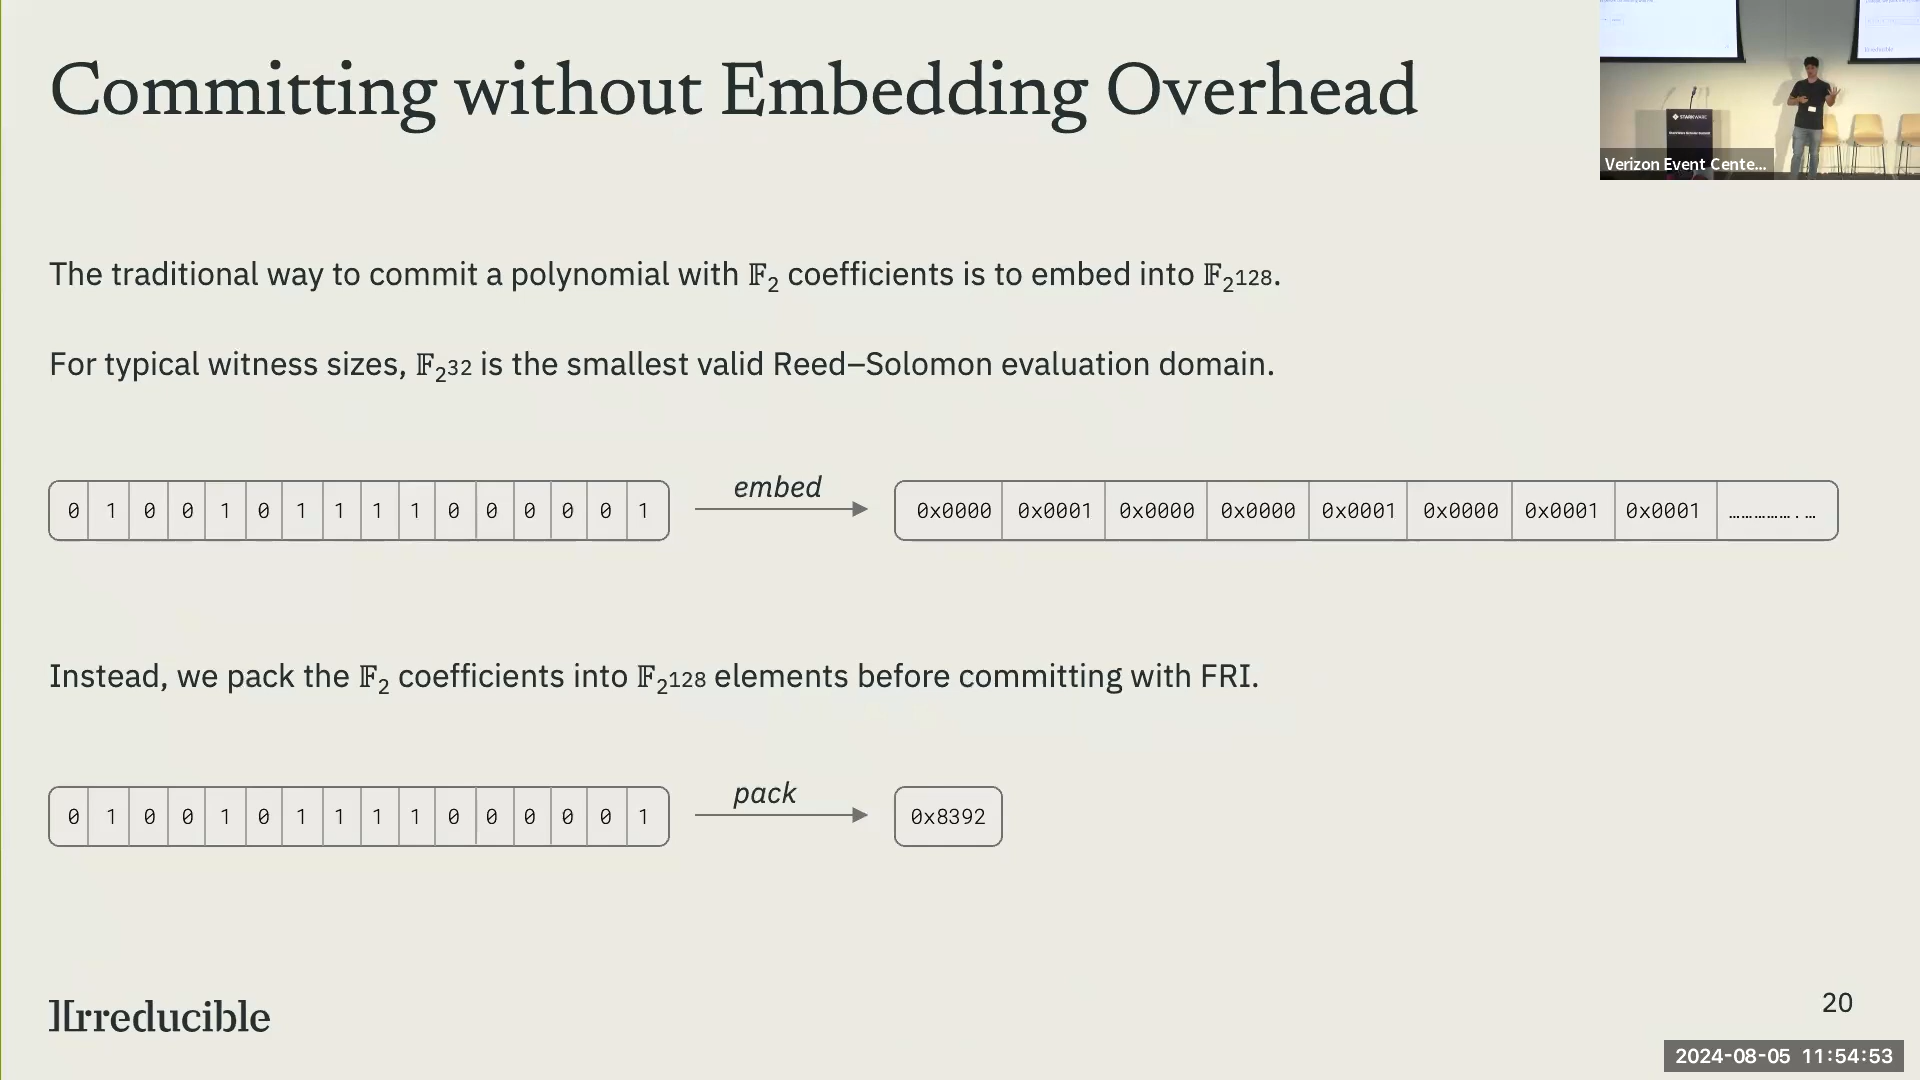 Committing without Embedding Overhead
STARKWARE
Verizon Event Cente...
The traditional way to commit a polynomial with 𝔽₂ coefficients is to embed into 𝔽₂128.
For typical witness sizes, 𝔽₂32 is the smallest valid Reed–Solomon evaluation domain.
0 1 0 0 1 0 1 1 1 1 0 0 0 0 0 1 embed 0x0000 0x0001 0x0000 0x0000 0x0001 0x0000 0x0001 0x0001 …………….…
Instead, we pack the 𝔽₂ coefficients into 𝔽₂128 elements before committing with FRI.
0 1 0 0 1 0 1 1 1 1 0 0 0 0 0 1 pack 0x8392
Irreducible
20
2024-08-05 11:54:53